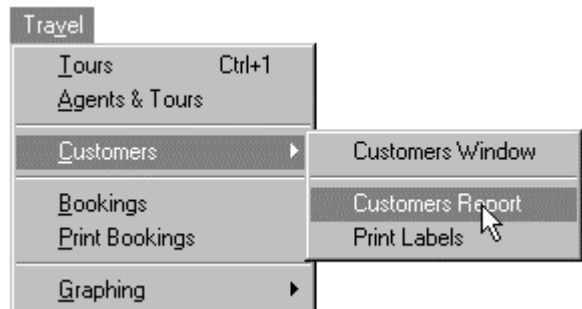 Travel
Tours Ctrl+1
Agents & Tours
Customers
Customers Window
Customers Report
Print Labels
Bookings
Print Bookings
Graphing